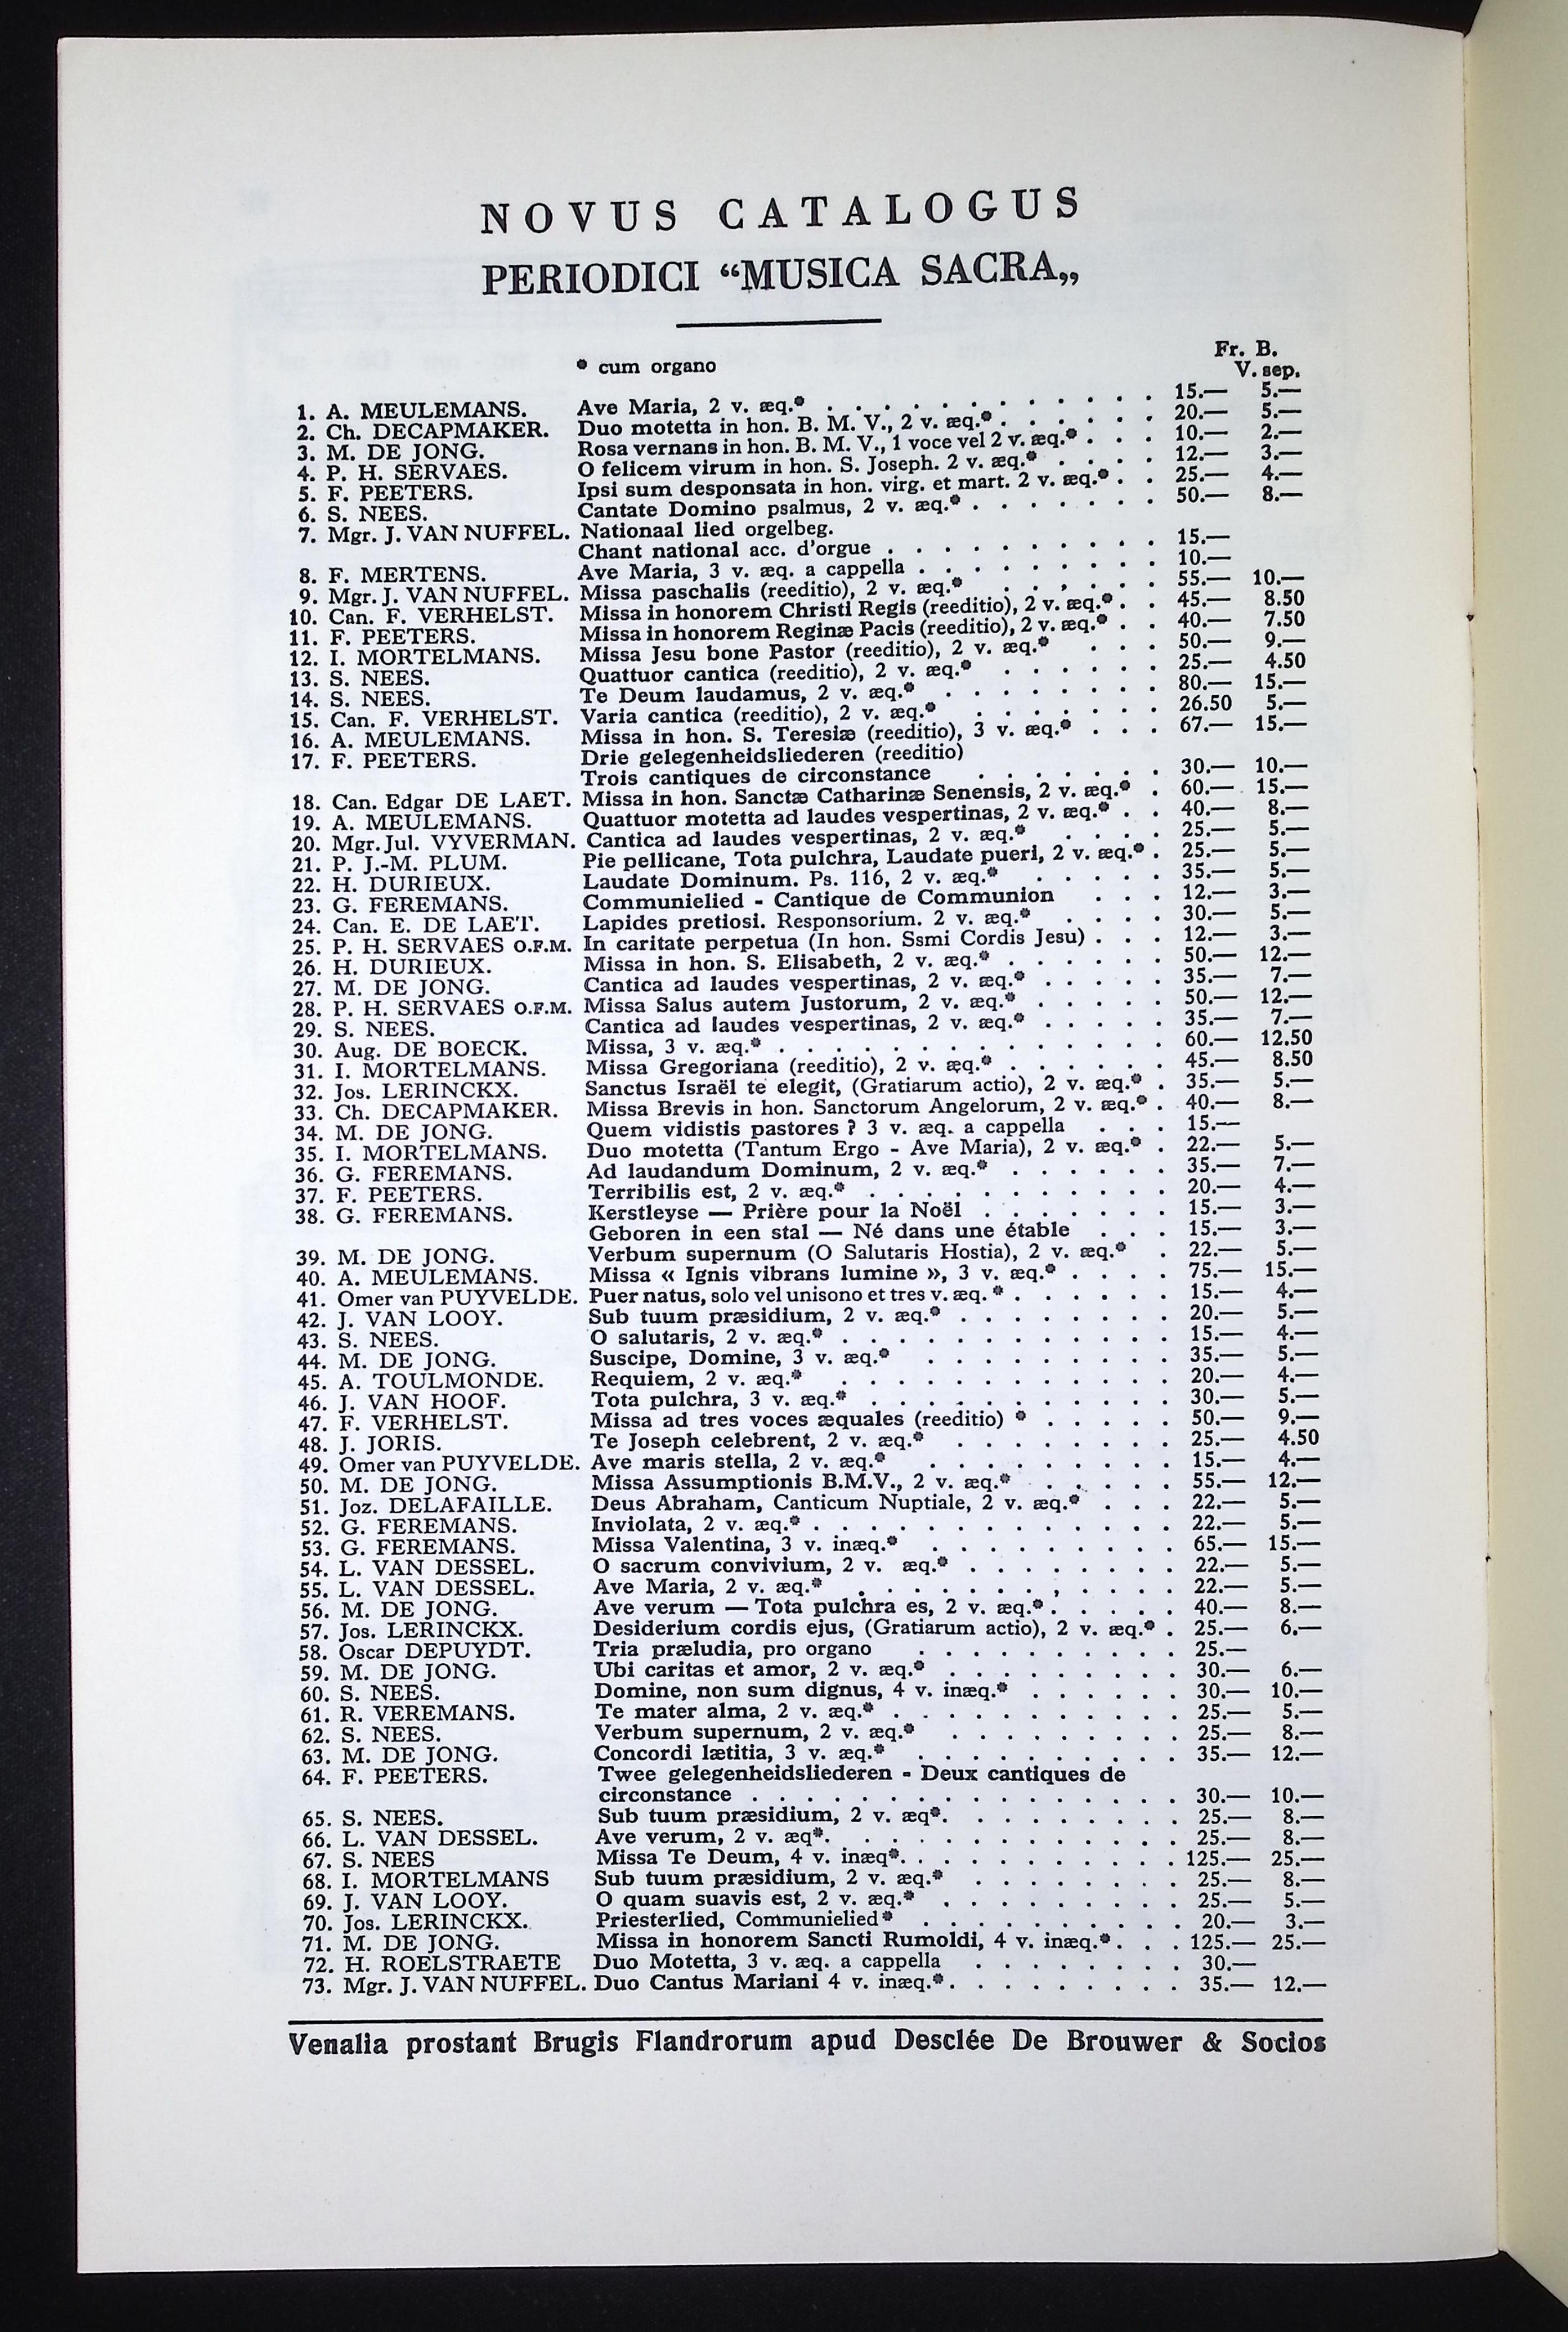 NOVUS CATALOGUS
PERIODICI “MUSICA SACRA„
* cum organo Fr. B.
V. sep.
1. A. MEULEMANS. Ave Maria, 2 v. æq.* 15.— 5.—
2. Ch. DECAPMAKER. Duo motetta in hon. B. M. V., 2 v. æq.* 20.— 5.—
3. M. DE JONG. Rosa vernans in hon. B. M. V., 1 voce vel 2 v. æq.* 10.— 2.—
4. P. H. SERVAES. O felicem virum in hon. S. Joseph. 2 v. æq.* 12.— 3.—
5. F. PEETERS. Ipsi sum desponsata in hon. virg. et mart. 2 v. æq.* 25.— 4.—
6. S. NEES. Cantate Domino psalmus, 2 v. æq.* 50.— 8.—
7. Mgr. J. VAN NUFFEL. Nationaal lied orgelbeg.
Chant national acc. d'orgue 15.—
8. F. MERTENS. Ave Maria, 3 v. æq. a cappella 10.—
9. Mgr. J. VAN NUFFEL. Missa paschalis (reeditio), 2 v. æq.* 55.— 10.—
10. Can. F. VERHELST. Missa in honorem Christi Regis (reeditio), 2 v. æq.* 45.— 8.50
11. F. PEETERS. Missa in honorem Reginæ Pacis (reeditio), 2 v. æq.* 40.— 7.50
12. I. MORTELMANS. Missa Jesu bone Pastor (reeditio), 2 v. æq.* 50.— 9.—
13. S. NEES. Quattuor cantica (reeditio), 2 v. æq.* 25.— 4.50
14. S. NEES. Te Deum laudamus, 2 v. æq.* 80.— 15.—
15. Can. F. VERHELST. Varia cantica (reeditio), 2 v. æq.* 26.50 5.—
16. A. MEULEMANS. Missa in hon. S. Teresiæ (reeditio), 3 v. æq.* 67.— 15.—
17. F. PEETERS. Drie gelegenheidsliederen (reeditio)
Trois cantiques de circonstance 30.— 10.—
18. Can. Edgar DE LAET. Missa in hon. Sanctæ Catharinæ Senensis, 2 v. æq.* 60.— 15.—
19. A. MEULEMANS. Quattuor motetta ad laudes vespertinas, 2 v. æq.* 40.— 8.—
20. Mgr. Jul. VYVERMAN. Cantica ad laudes vespertinas, 2 v. æq.* 25.— 5.—
21. P. J.-M. PLUM. Pie pellicane, Tota pulchra, Laudate pueri, 2 v. æq.* 25.— 5.—
22. H. DURIEUX. Laudate Dominum. Ps. 116, 2 v. æq.* 35.— 5.—
23. G. FEREMANS. Communielied - Cantique de Communion 12.— 3.—
24. Can. E. DE LAET. Lapides pretiosi. Responsorium. 2 v. æq.* 30.— 5.—
25. P. H. SERVAES O.F.M. In caritate perpetua (In hon. Ssmi Cordis Jesu) 12.— 3.—
26. H. DURIEUX. Missa in hon. S. Elisabeth, 2 v. æq.* 50.— 12.—
27. M. DE JONG. Cantica ad laudes vespertinas, 2 v. æq.* 35.— 7.—
28. P. H. SERVAES O.F.M. Missa Salus autem Justorum, 2 v. æq.* 50.— 12.—
29. S. NEES. Cantica ad laudes vespertinas, 2 v. æq.* 35.— 7.—
30. Aug. DE BOECK. Missa, 3 v. æq.* 60.— 12.50
31. I. MORTELMANS. Missa Gregoriana (reeditio), 2 v. æq.* 45.— 8.50
32. Jos. LERINCKX. Sanctus Israël te elegit, (Gratiarum actio), 2 v. æq.* 35.— 5.—
33. Ch. DECAPMAKER. Missa Brevis in hon. Sanctorum Angelorum, 2 v. æq.* 40.— 8.—
34. M. DE JONG. Quem vidistis pastores ? 3 v. æq. a cappella 15.—
35. I. MORTELMANS. Duo motetta (Tantum Ergo - Ave Maria), 2 v. æq.* 22.— 5.—
36. G. FEREMANS. Ad laudandum Dominum, 2 v. æq.* 35.— 7.—
37. F. PEETERS. Terribilis est, 2 v. æq.* 20.— 4.—
38. G. FEREMANS. Kerstleyse — Prière pour la Noël 15.— 3.—
Geboren in een stal — Né dans une étable 15.— 3.—
39. M. DE JONG. Verbum supernum (O Salutaris Hostia), 2 v. æq.* 22.— 5.—
40. A. MEULEMANS. Missa « Ignis vibrans lumine », 3 v. æq.* 75.— 15.—
41. Omer van PUYVELDE. Puer natus, solo vel unisono et tres v. æq. * 15.— 4.—
42. J. VAN LOOY. Sub tuum præsidium, 2 v. æq.* 20.— 5.—
43. S. NEES. O salutaris, 2 v. æq.* 15.— 4.—
44. M. DE JONG. Suscipe, Domine, 3 v. æq.* 35.— 5.—
45. A. TOULMONDE. Requiem, 2 v. æq.* 20.— 4.—
46. J. VAN HOOF. Tota pulchra, 3 v. æq.* 30.— 5.—
47. F. VERHELST. Missa ad tres voces æquales (reeditio) * 50.— 9.—
48. J. JORIS. Te Joseph celebrent, 2 v. æq.* 25.— 4.50
49. Omer van PUYVELDE. Ave maris stella, 2 v. æq.* 15.— 4.—
50. M. DE JONG. Missa Assumptionis B.M.V., 2 v. æq.* 55.— 12.—
51. Joz. DELAFAILLE. Deus Abraham, Canticum Nuptiale, 2 v. æq.* 22.— 5.—
52. G. FEREMANS. Inviolata, 2 v. æq.* 22.— 5.—
53. G. FEREMANS. Missa Valentina, 3 v. inæq.* 65.— 15.—
54. L. VAN DESSEL. O sacrum convivium, 2 v. æq.* 22.— 5.—
55. L. VAN DESSEL. Ave Maria, 2 v. æq.* 22.— 5.—
56. M. DE JONG. Ave verum — Tota pulchra es, 2 v. æq.* 40.— 8.—
57. Jos. LERINCKX. Desiderium cordis ejus, (Gratiarum actio), 2 v. æq.* 25.— 6.—
58. Oscar DEPUYDT. Tria præludia, pro organo 25.—
59. M. DE JONG. Ubi caritas et amor, 2 v. æq.* 30.— 6.—
60. S. NEES. Domine, non sum dignus, 4 v. inæq.* 30.— 10.—
61. R. VEREMANS. Te mater alma, 2 v. æq.* 25.— 5.—
62. S. NEES. Verbum supernum, 2 v. æq.* 25.— 8.—
63. M. DE JONG. Concordi lætitia, 3 v. æq.* 35.— 12.—
64. F. PEETERS. Twee gelegenheidsliederen - Deux cantiques de
circonstance 30.— 10.—
65. S. NEES. Sub tuum præsidium, 2 v. æq*. 25.— 8.—
66. L. VAN DESSEL. Ave verum, 2 v. æq*. 25.— 8.—
67. S. NEES Missa Te Deum, 4 v. inæq*. 125.— 25.—
68. I. MORTELMANS Sub tuum præsidium, 2 v. æq.* 25.— 8.—
69. J. VAN LOOY. O quam suavis est, 2 v. æq.* 25.— 5.—
70. Jos. LERINCKX. Priesterlied, Communielied* 20.— 3.—
71. M. DE JONG. Missa in honorem Sancti Rumoldi, 4 v. inæq.* 125.— 25.—
72. H. ROELSTRAETE Duo Motetta, 3 v. æq. a cappella 30.—
73. Mgr. J. VAN NUFFEL. Duo Cantus Mariani 4 v. inæq.* 35.— 12.—
Venalia prostant Brugis Flandrorum apud Desclée De Brouwer & Socios